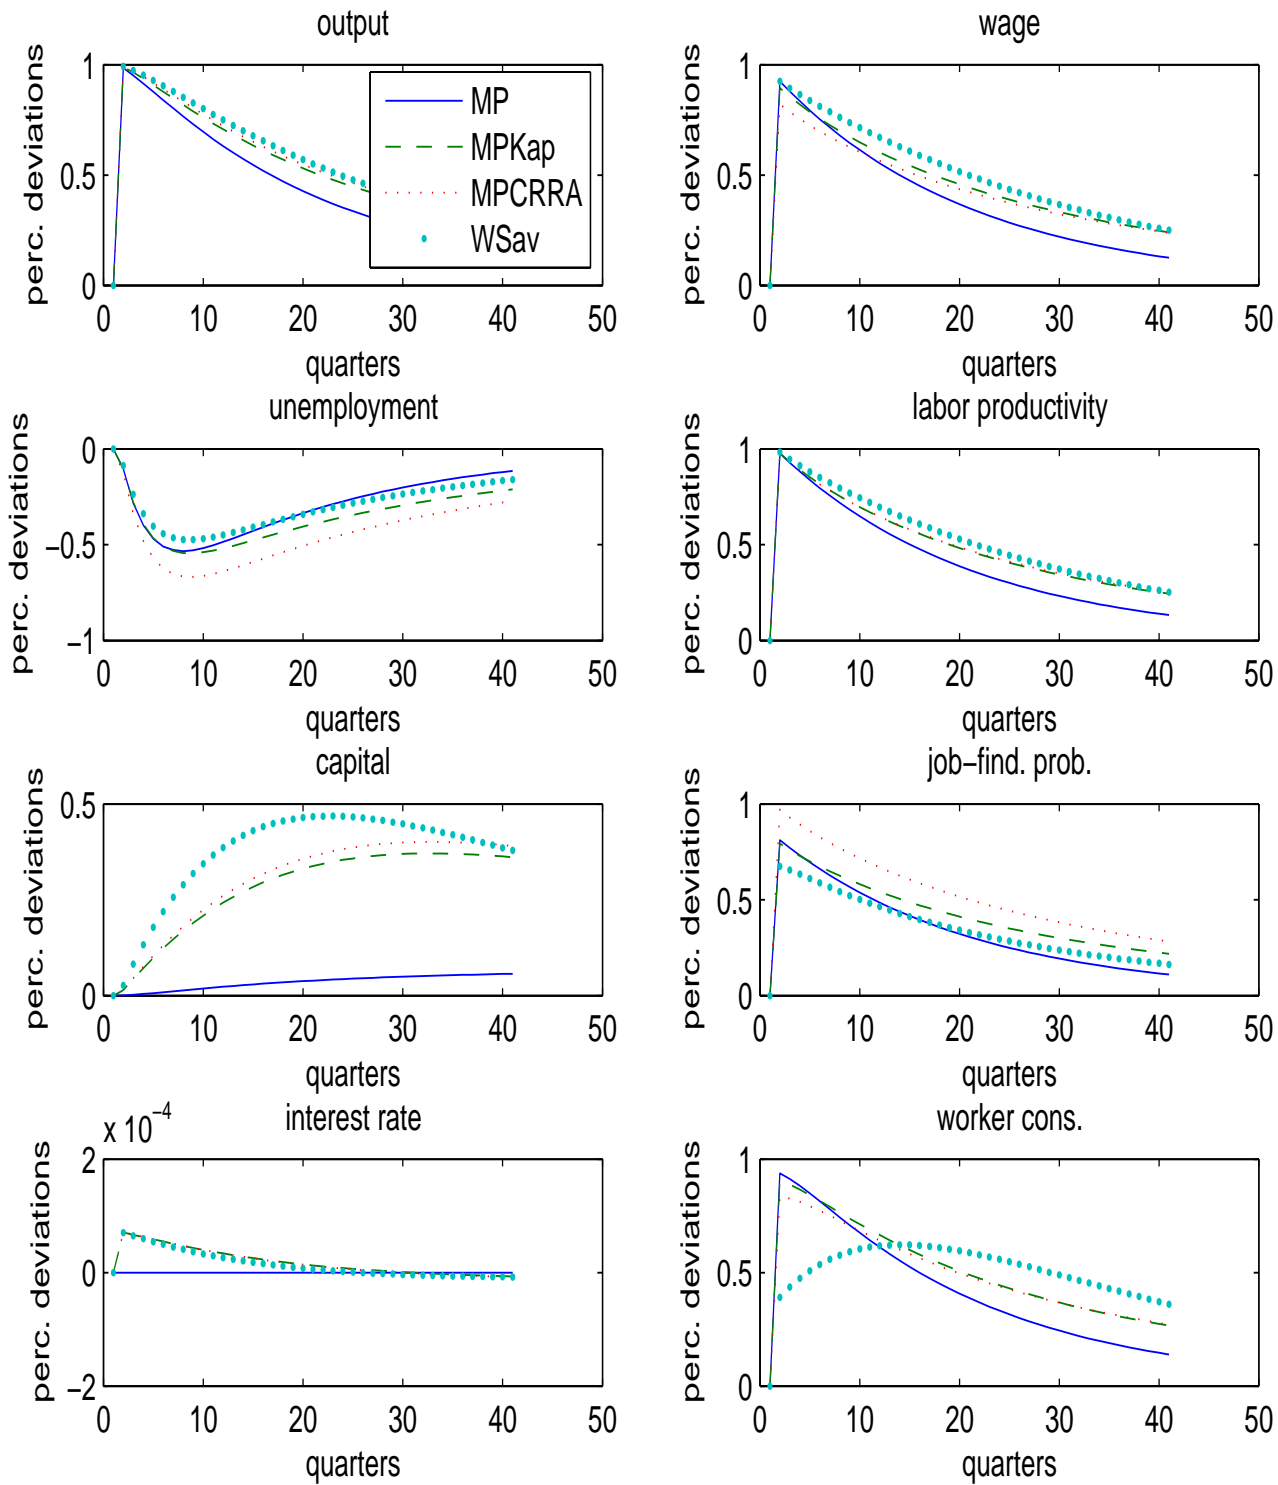 output
perc. deviations
1
0.5
0
MP
MPKap
MPCRRA
WSav
0 10 20 30 40 50
quarters
wage
perc. deviations
1
0.5
0
0 10 20 30 40 50
quarters
unemployment
perc. deviations
0
−0.5
−1
0 10 20 30 40 50
quarters
labor productivity
perc. deviations
1
0.5
0
0 10 20 30 40 50
quarters
capital
perc. deviations
0.5
0
0 10 20 30 40 50
quarters
job−find. prob.
perc. deviations
1
0.5
0
0 10 20 30 40 50
quarters
x 10−4
interest rate
perc. deviations
2
0
−2
0 10 20 30 40 50
quarters
worker cons.
perc. deviations
1
0.5
0
0 10 20 30 40 50
quarters